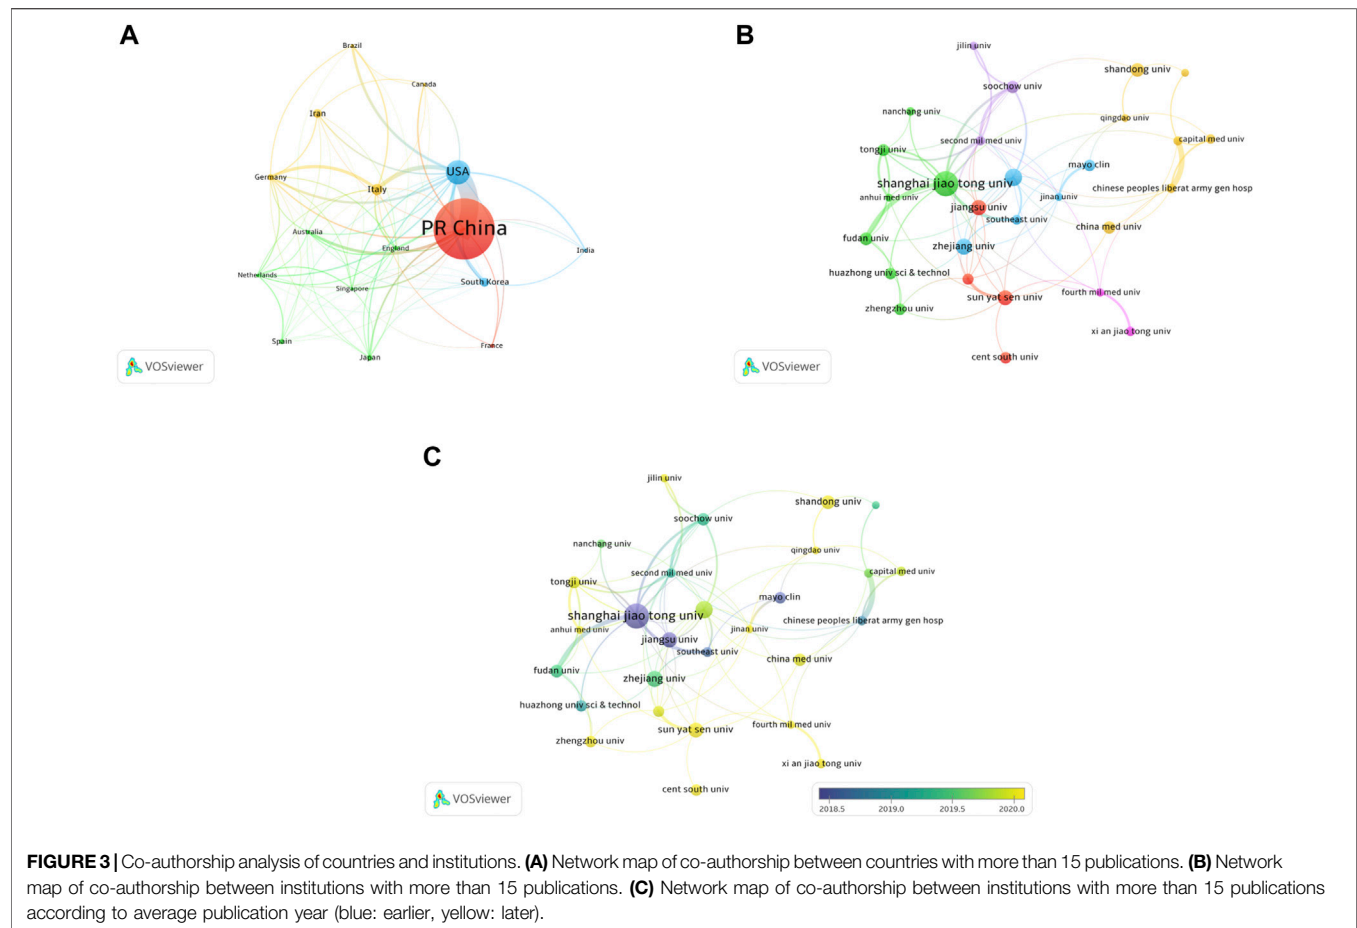 A
Brazil
Canada
Iran
USA
Germany
Italy
PR China
Australia
England
India
Netherlands
South Korea
Singapore
Spain
France
Japan
VOSviewer
B
jilin univ
shandong univ
soochow univ
nanchang univ
qingdao univ
second mil med univ
capital med univ
tongji univ
mayo clin
shanghai jiao tong univ
chinese peoples liberat army gen hosp
anhui med univ
jinan univ
jiangsu univ
southeast univ
china med univ
fudan univ
zhejiang univ
huazhong univ sci & technol
fourth mil med univ
sun yat sen univ
zhengzhou univ
xi an jiao tong univ
cent south univ
VOSviewer
C
jilin univ
shandong univ
soochow univ
nanchang univ
qingdao univ
second mil med univ
capital med univ
tongji univ
mayo clin
shanghai jiao tong univ
chinese peoples liberat army gen hosp
anhui med univ
jinan univ
jiangsu univ
southeast univ
china med univ
fudan univ
zhejiang univ
huazhong univ sci & technol
fourth mil med univ
sun yat sen univ
zhengzhou univ
xi an jiao tong univ
cent south univ
VOSviewer
2018.5 2019.0 2019.5 2020.0
FIGURE 3 | Co-authorship analysis of countries and institutions. (A) Network map of co-authorship between countries with more than 15 publications. (B) Network
map of co-authorship between institutions with more than 15 publications. (C) Network map of co-authorship between institutions with more than 15 publications
according to average publication year (blue: earlier, yellow: later).